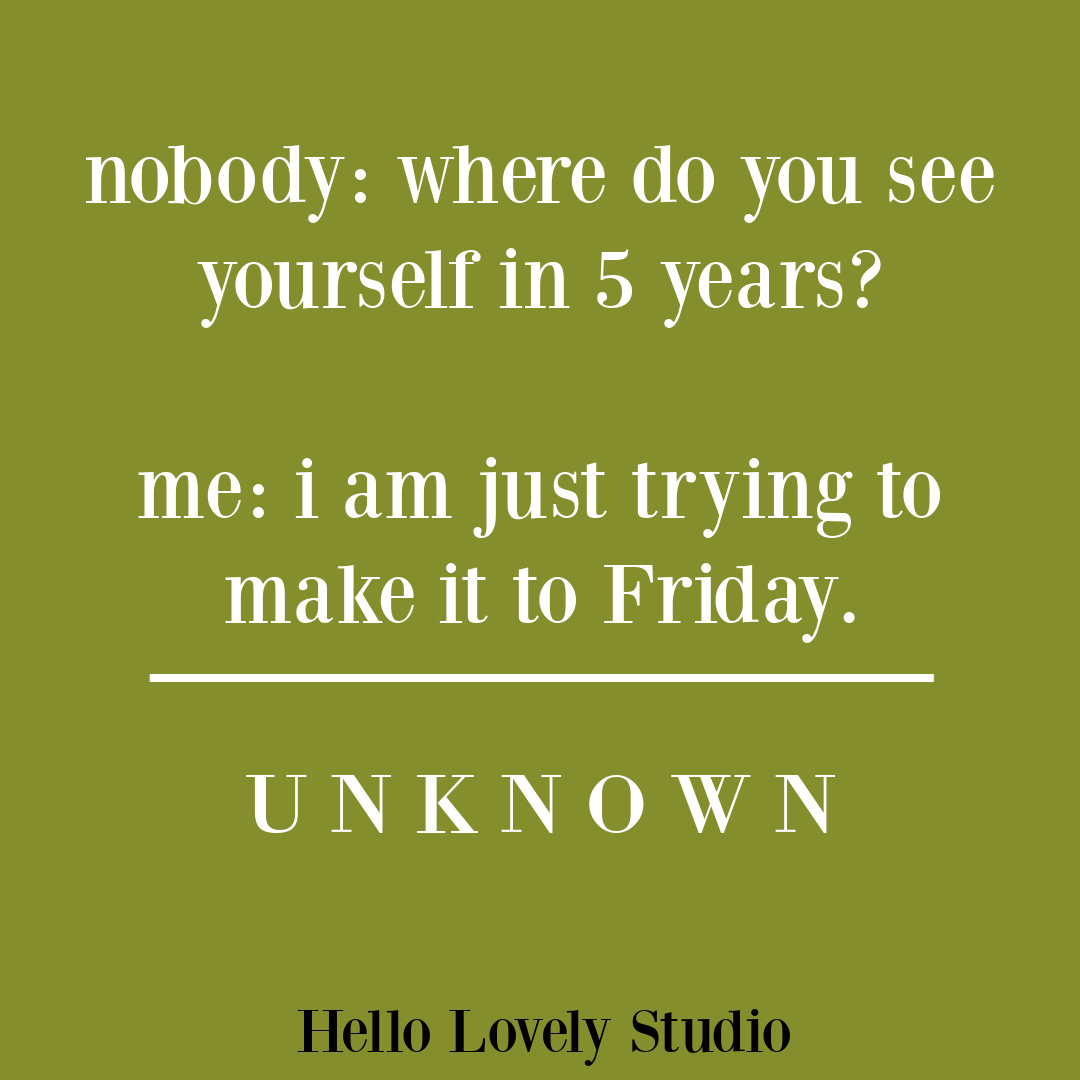 nobody: where do you see
yourself in 5 years?
me: i am just trying to
make it to Friday.
UNKNOWN
Hello Lovely Studio